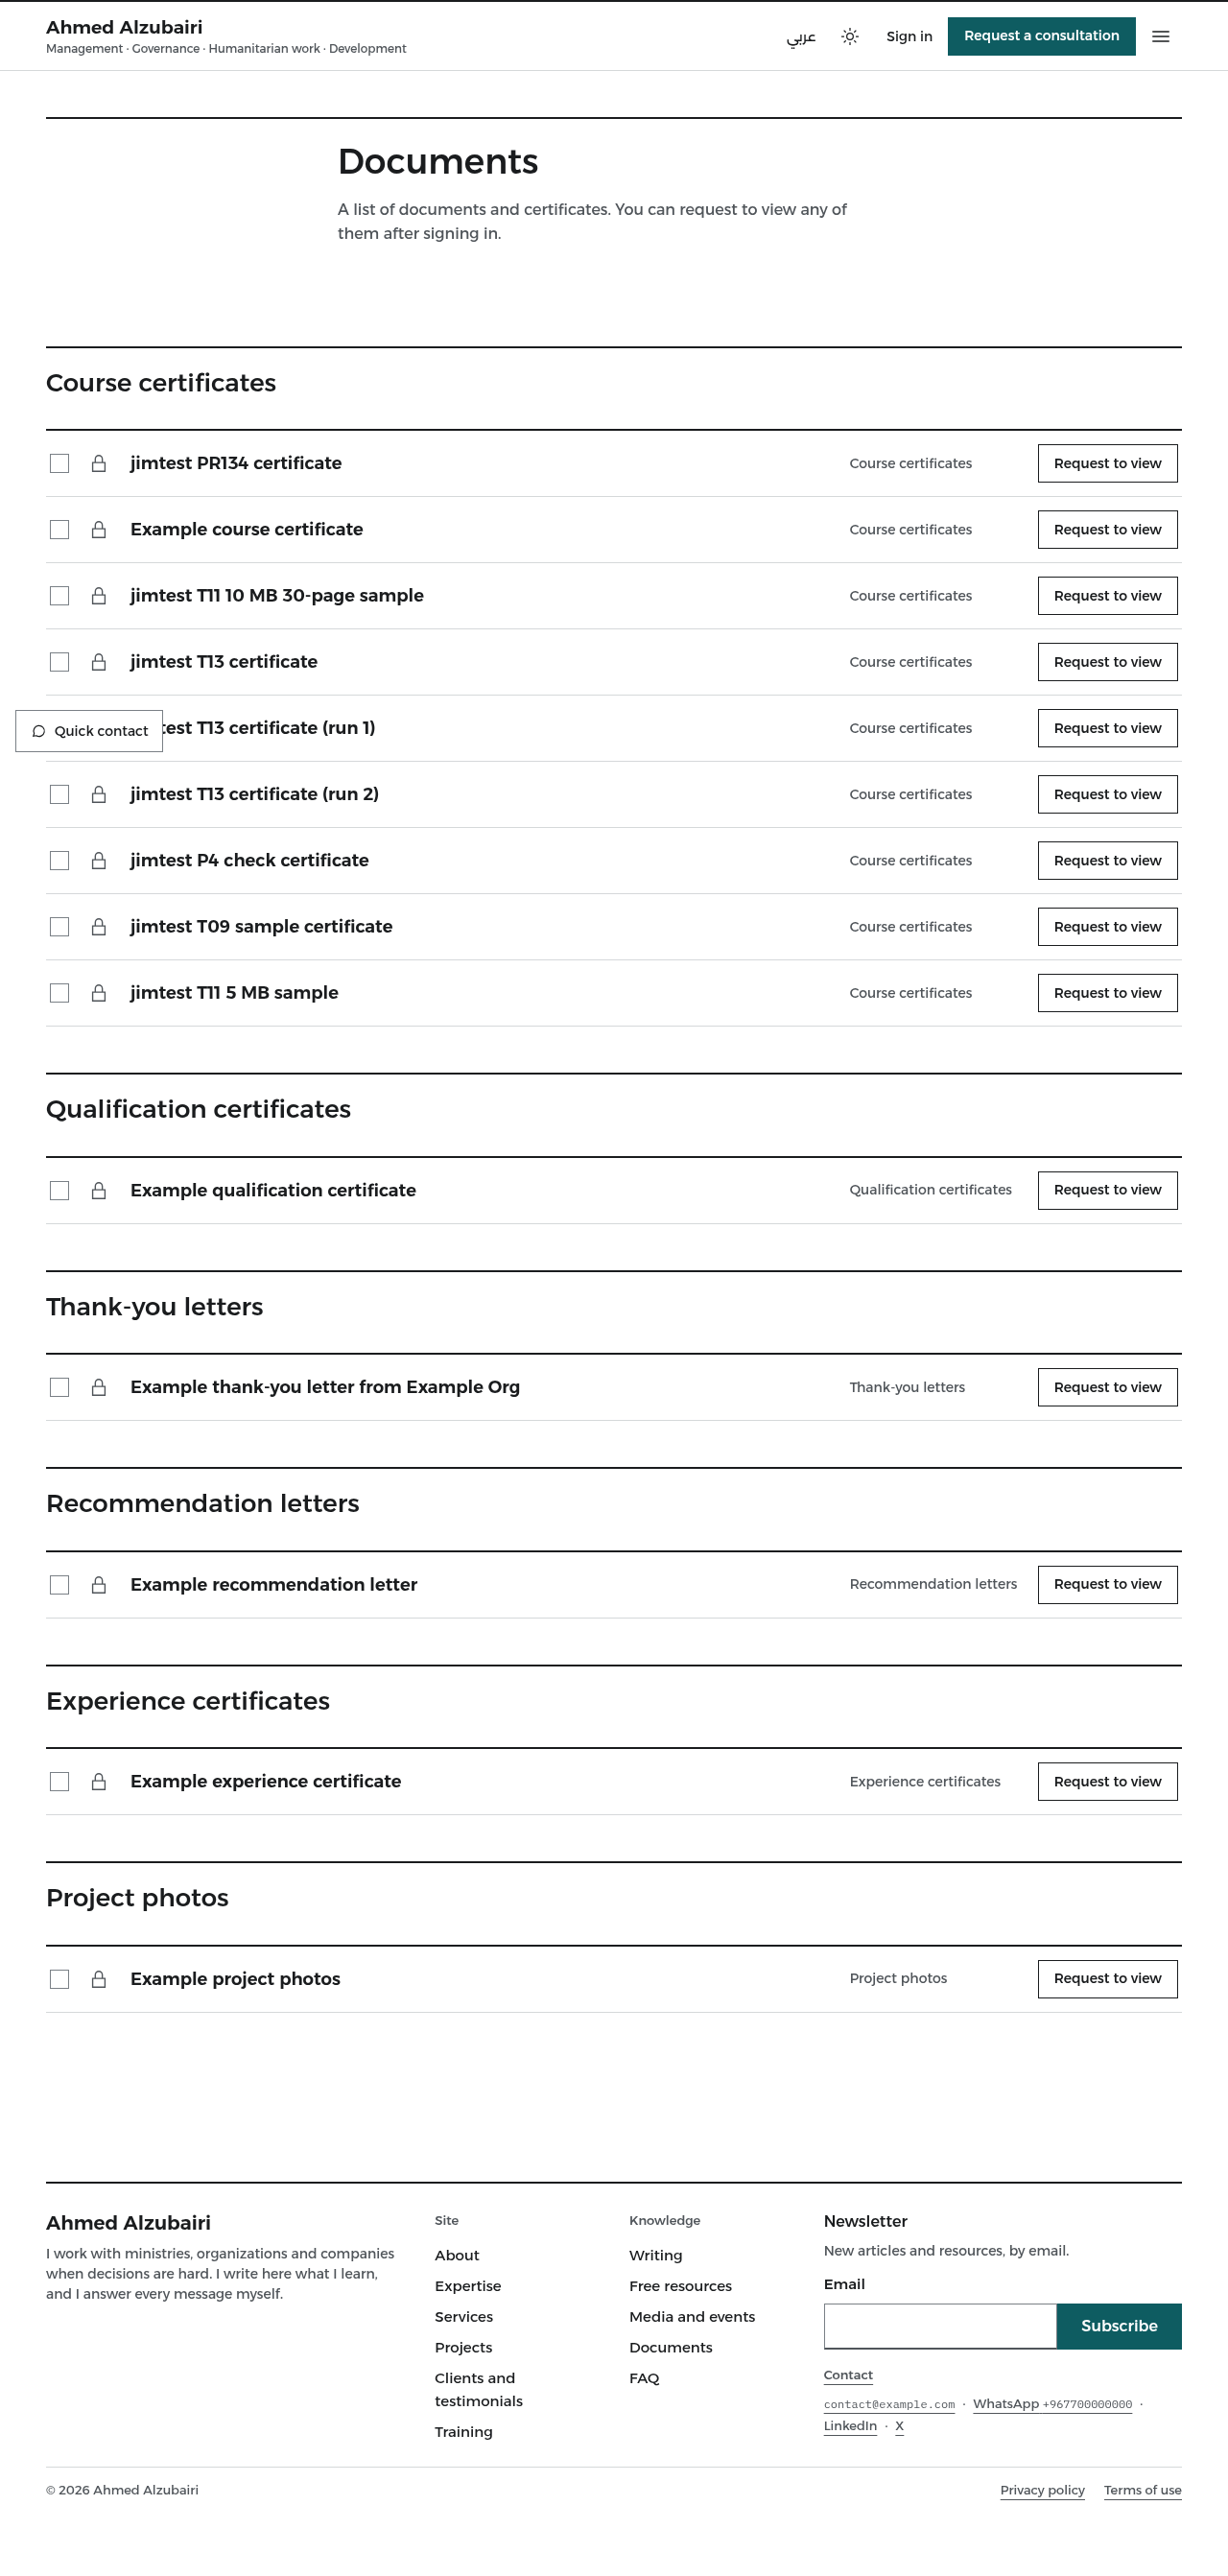 Ahmed Alzubairi
Management · Governance · Humanitarian work · Development
عربي
Sign in
Request a consultation
Documents
A list of documents and certificates. You can request to view any of
them after signing in.
Course certificates
jimtest PR134 certificate
Course certificates
Request to view
Example course certificate
Course certificates
Request to view
jimtest T11 10 MB 30-page sample
Course certificates
Request to view
jimtest T13 certificate
Course certificates
Request to view
Quick contact
test T13 certificate (run 1)
Course certificates
Request to view
jimtest T13 certificate (run 2)
Course certificates
Request to view
jimtest P4 check certificate
Course certificates
Request to view
jimtest T09 sample certificate
Course certificates
Request to view
jimtest T11 5 MB sample
Course certificates
Request to view
Qualification certificates
Example qualification certificate
Qualification certificates
Request to view
Thank-you letters
Example thank-you letter from Example Org
Thank-you letters
Request to view
Recommendation letters
Example recommendation letter
Recommendation letters
Request to view
Experience certificates
Example experience certificate
Experience certificates
Request to view
Project photos
Example project photos
Project photos
Request to view
Ahmed Alzubairi
I work with ministries, organizations and companies
when decisions are hard. I write here what I learn,
and I answer every message myself.
Site
About
Expertise
Services
Projects
Clients and
testimonials
Training
Knowledge
Writing
Free resources
Media and events
Documents
FAQ
Newsletter
New articles and resources, by email.
Email
Subscribe
Contact
contact@example.com · WhatsApp +967700000000 ·
LinkedIn · X
© 2026 Ahmed Alzubairi
Privacy policy
Terms of use